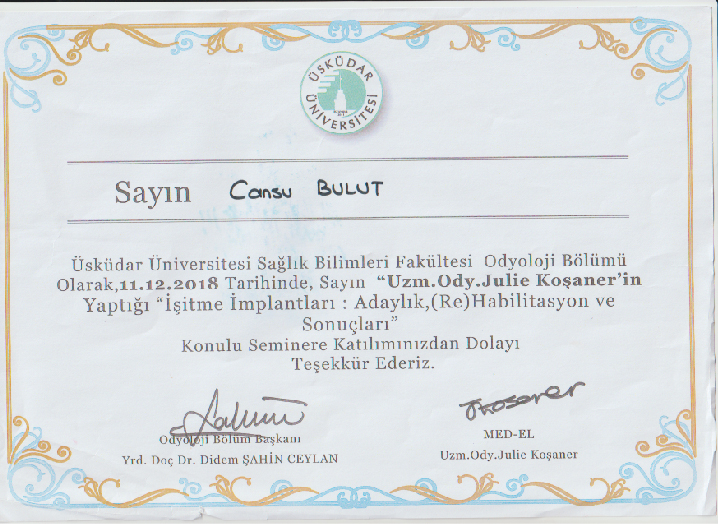 ÜSKÜDAR ÜNİVERSİTESİ
Sayın Cansu BULUT
Üsküdar Üniversitesi Sağlık Bilimleri Fakültesi Odyoloji Bölümü
Olarak,11.12.2018 Tarihinde, Sayın "Uzm.Ody.Julie Koşaner'in
Yaptığı "İşitme İmplantları : Adaylık,(Re)Habilitasyon ve
Sonuçları"
Konulu Seminere Katılımınızdan Dolayı
Teşekkür Ederiz.
Odyoloji Bölüm Başkanı
Yrd. Doç Dr. Didem ŞAHİN CEYLAN
JKosaner
MED-EL
Uzm.Ody.Julie Koşaner